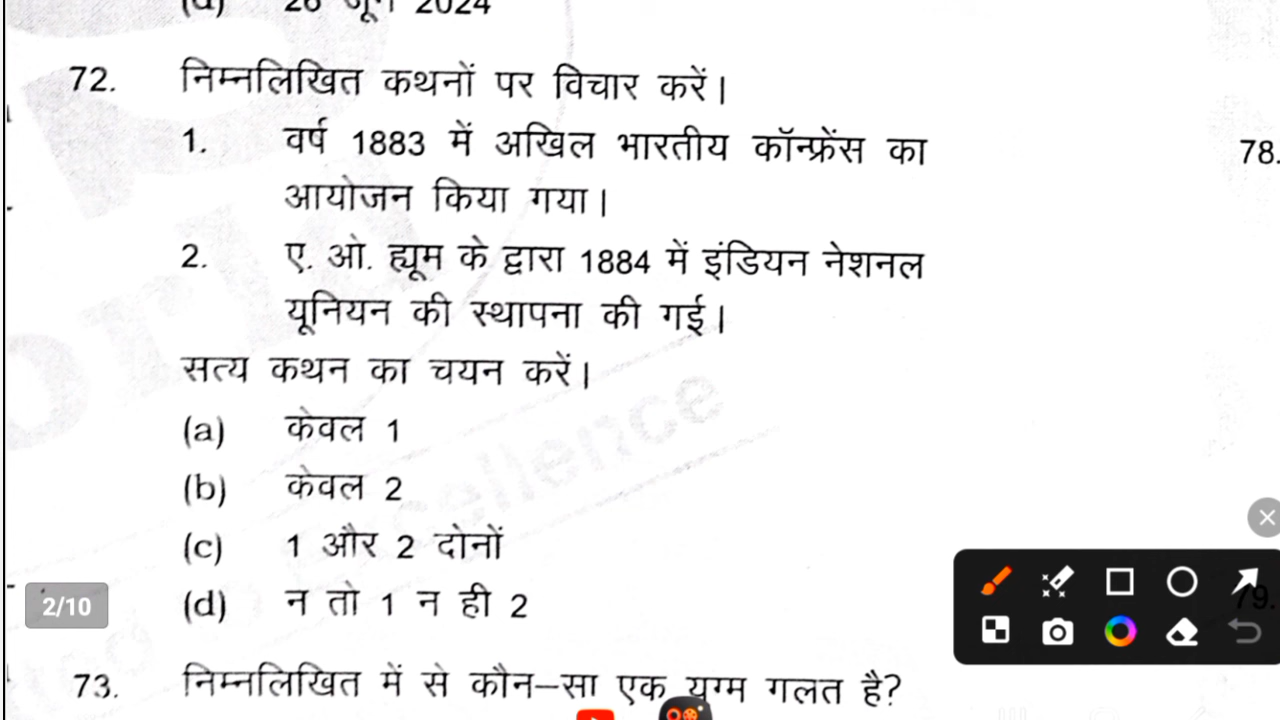 (d) 26 जून 2024
72. निम्नलिखित कथनों पर विचार करें।
1. वर्ष 1883 में अखिल भारतीय कॉन्फ्रेंस का
आयोजन किया गया।
2. ए. ओ. ह्यूम के द्वारा 1884 में इंडियन नेशनल
यूनियन की स्थापना की गई।
सत्य कथन का चयन करें।
(a) केवल 1
(b) केवल 2
(c) 1 और 2 दोनों
(d) न तो 1 न ही 2
73. निम्नलिखित में से कौन–सा एक युग्म गलत है?
78.
79.
2/10